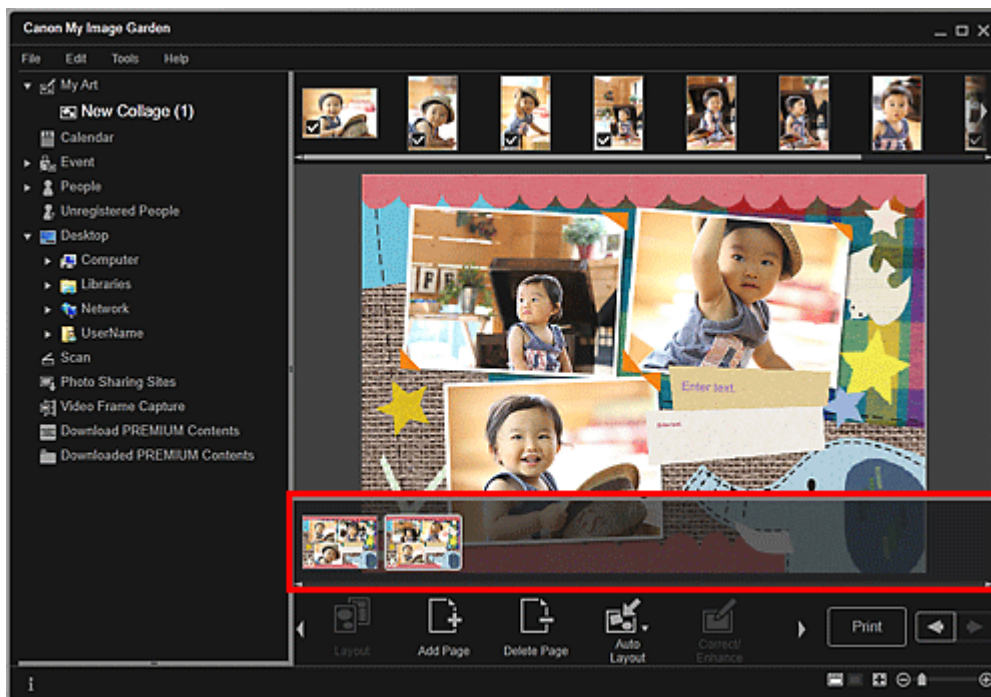 Canon My Image Garden
File Edit Tools Help
My Art
New Collage (1)
Calendar
Event
People
Unregistered People
Desktop
Computer
Libraries
Network
UserName
Scan
Photo Sharing Sites
Video Frame Capture
Download PREMIUM Contents
Downloaded PREMIUM Contents
Enter text.
Layout
Add Page
Delete Page
Auto
Layout
Correct/
Enhance
Print